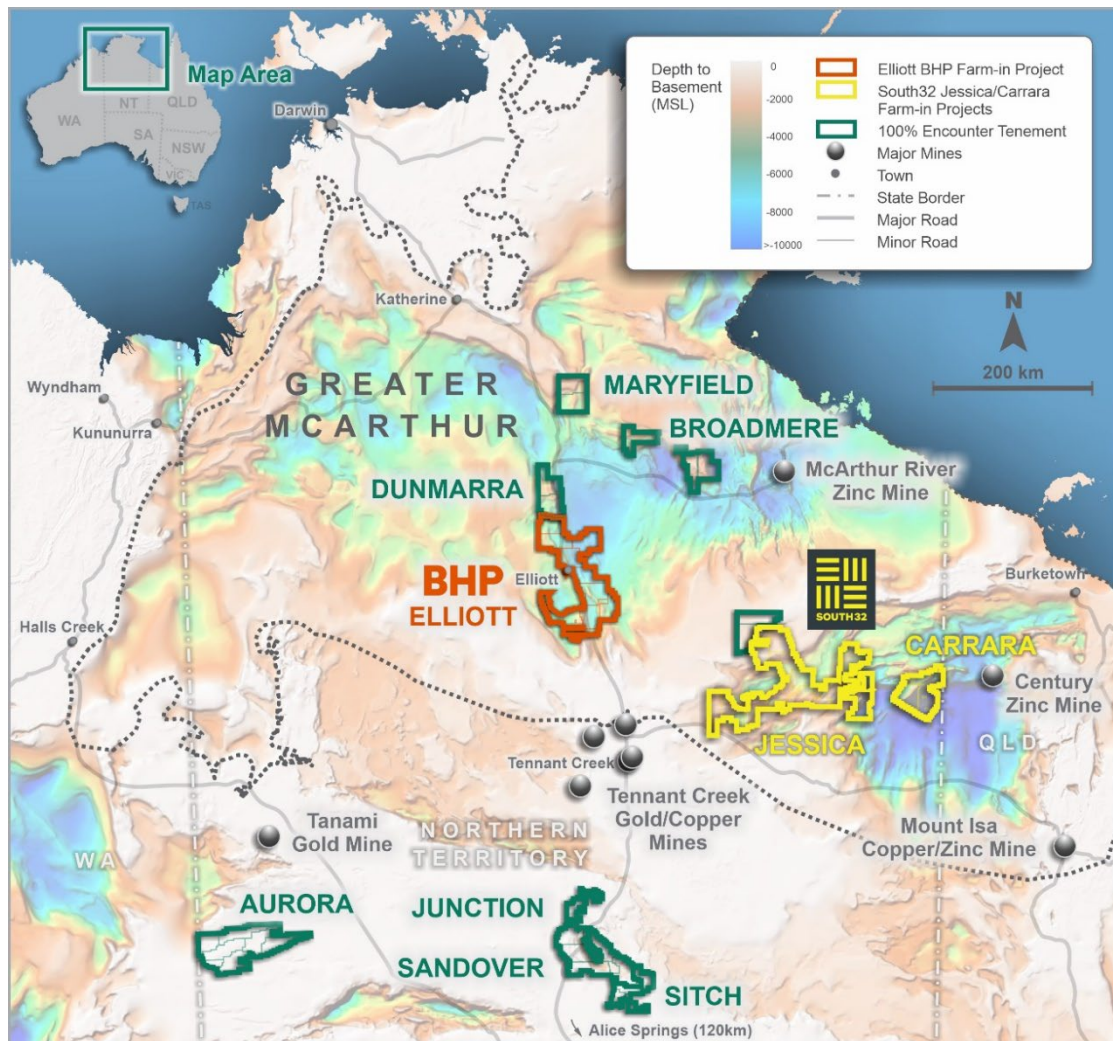 Map Area
WA
NT
QLD
SA
NSW
VIC
TAS
Depth to
Basement
(MSL)
0
-2000
-4000
-6000
-8000
>-10000
Elliott BHP Farm-in Project
South32 Jessica/Carrara
Farm-in Projects
100% Encounter Tenement
Major Mines
Town
State Border
Major Road
Minor Road
N
200 km
Darwin
Katherine
Wyndham
Kununurra
GREATER
MCARTHUR
MARYFIELD
BROADMERE
McArthur River
Zinc Mine
DUNMARRA
BHP
ELLIOTT
Elliott
SOUTH32
Burketown
Halls Creek
CARRARA
Century
Zinc Mine
JESSICA
QLD
Tennant Creek
Tennant Creek
Gold/Copper
Mines
Tanami
Gold Mine
NORTHERN
TERRITORY
Mount Isa
Copper/Zinc Mine
WA
AURORA
JUNCTION
SANDOVER
SITCH
Alice Springs (120km)